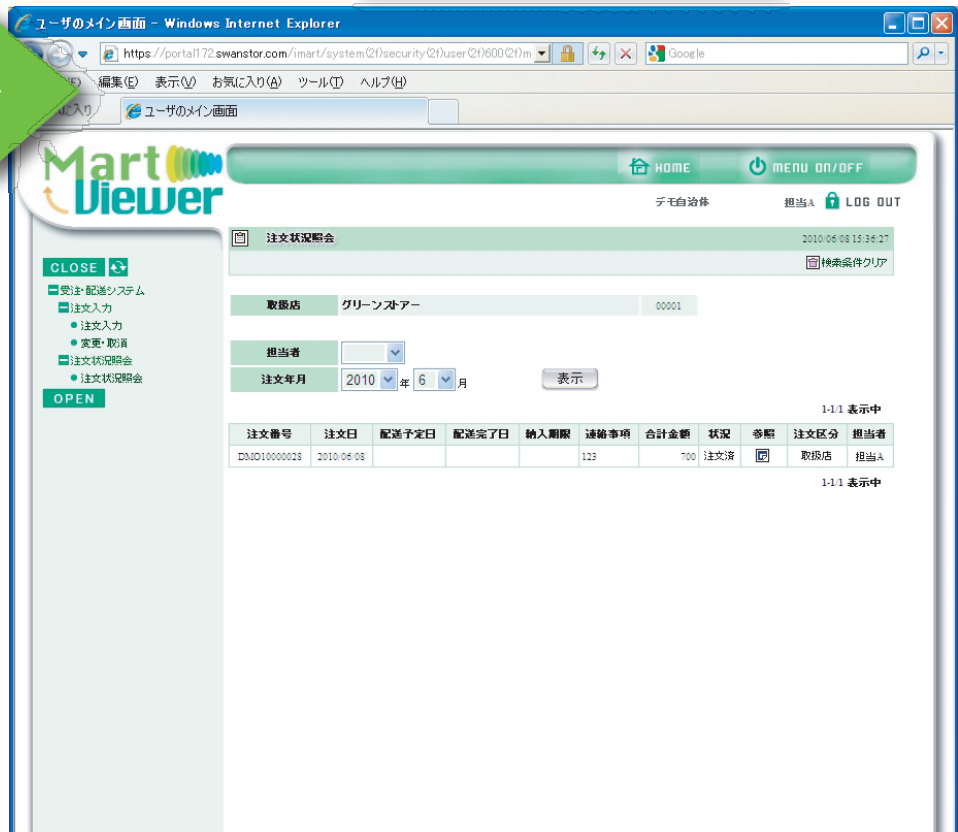 ユーザのメイン画面 - Windows Internet Explorer
https://portal172.swanstor.com/imart/system(2f)security(2f)user(2f)600(2f)m
Google
編集(E) 表示(V) お気に入り(A) ツール(T) ヘルプ(H)
ユーザのメイン画面
Mart Viewer
HOME MENU ON/OFF
デモ自治体 担当A LOG OUT
注文状況照会 2010/06/08 15:36:27
検索条件クリア
CLOSE
受注・配送システム
注文入力
注文入力
変更・取消
注文状況照会
注文状況照会
OPEN
取扱店 グリーンストアー 00001
担当者
注文年月 2010 年 6 月 表示
1-1/1 表示中
注文番号 注文日 配送予定日 配送完了日 納入期限 連絡事項 合計金額 状況 参照 注文区分 担当者
DMO10000028 2010/06/08 123 700 注文済 取扱店 担当A
1-1/1 表示中